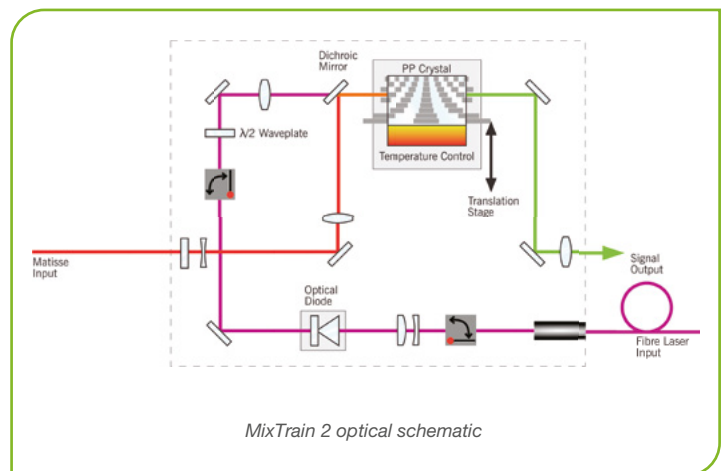 Dichroic
Mirror
PP Crystal
λ/2 Waveplate
Temperature Control
Translation
Stage
Matisse
Input
Signal
Output
Optical
Diode
Fibre Laser
Input
MixTrain 2 optical schematic